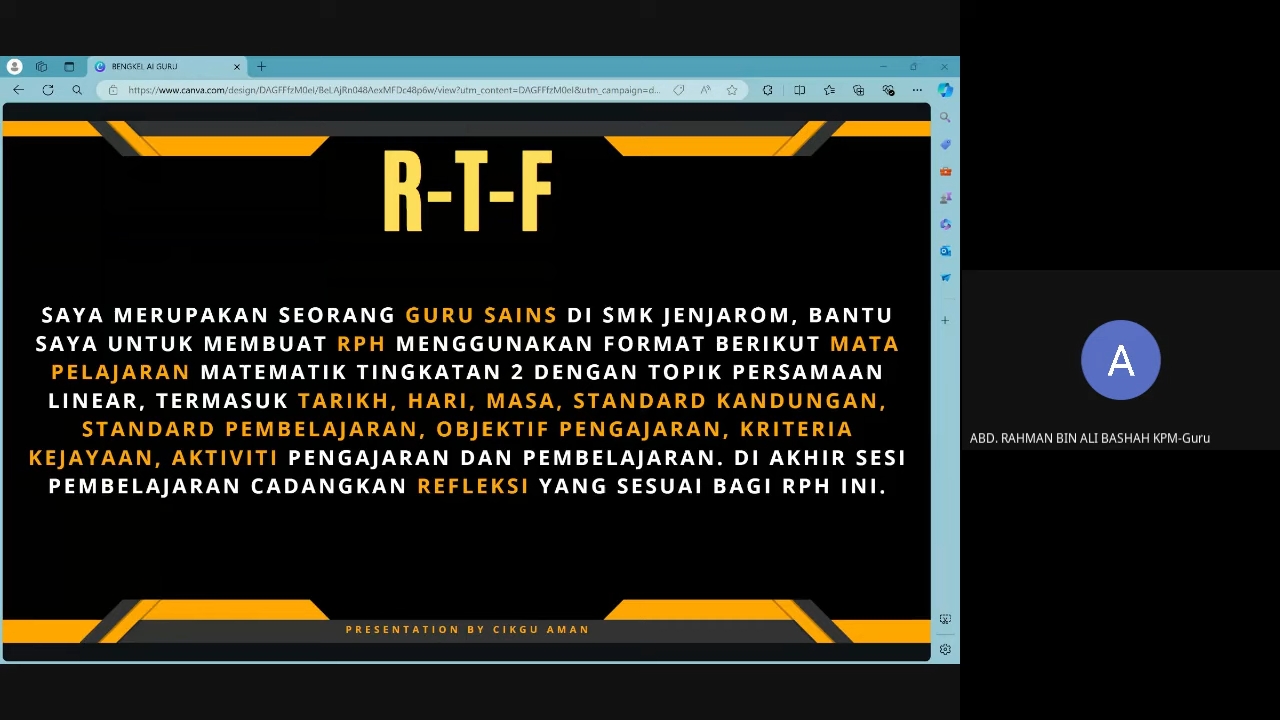 BENGKEL AI GURU
https://www.canva.com/design/DAGFFfzM0eI/BeLAJRn048AexMFDc48p6w/view?utm_content=DAGFFfzM0eI&utm_campaign=d...
R-T-F
SAYA MERUPAKAN SEORANG GURU SAINS DI SMK JENJAROM, BANTU
SAYA UNTUK MEMBUAT RPH MENGGUNAKAN FORMAT BERIKUT MATA
PELAJARAN MATEMATIK TINGKATAN 2 DENGAN TOPIK PERSAMAAN
LINEAR, TERMASUK TARIKH, HARI, MASA, STANDARD KANDUNGAN,
STANDARD PEMBELAJARAN, OBJEKTIF PENGAJARAN, KRITERIA
KEJAYAAN, AKTIVITI PENGAJARAN DAN PEMBELAJARAN. DI AKHIR SESI
PEMBELAJARAN CADANGKAN REFLEKSI YANG SESUAI BAGI RPH INI.
PRESENTATION BY CIKGU AMAN
A
ABD. RAHMAN BIN ALI BASHAH KPM-Guru